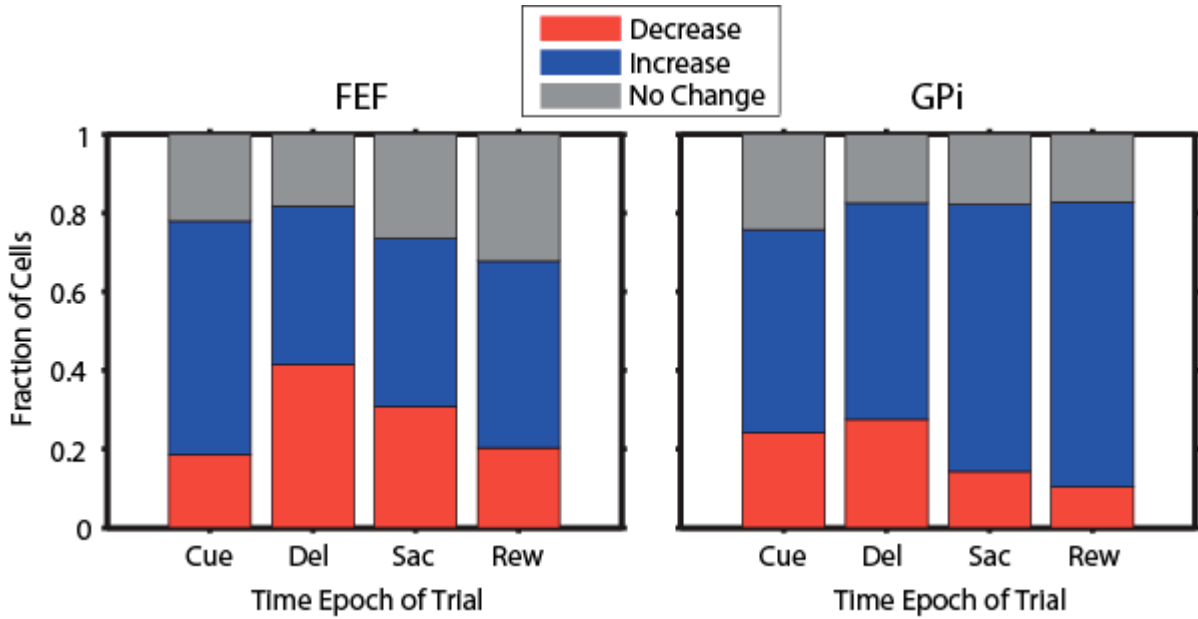 Decrease
Increase
No Change
FEF
GPi
Fraction of Cells
1
0.8
0.6
0.4
0.2
0
Cue Del Sac Rew
Time Epoch of Trial
Cue Del Sac Rew
Time Epoch of Trial